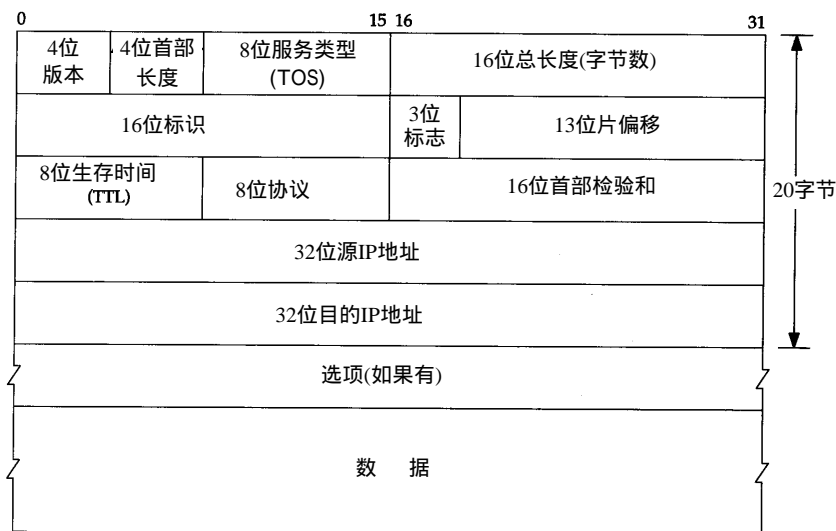 0 15 16 31
4位
版本
4位首部
长度
8位服务类型
(TOS)
16位总长度(字节数)
16位标识
3位
标志
13位片偏移
8位生存时间
(TTL)
8位协议
16位首部检验和
20字节
32位源IP地址
32位目的IP地址
选项(如果有)
数 据